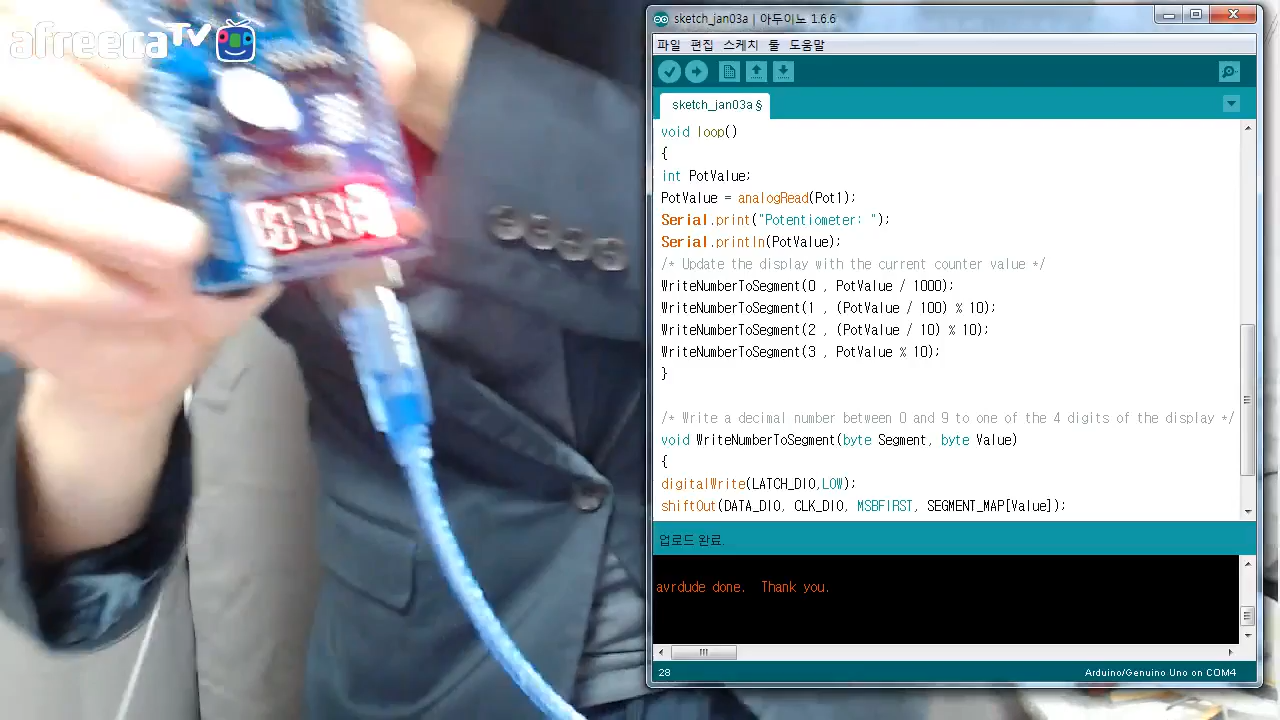 afreecaTV
sketch_jan03a | 아두이노 1.6.6
파일 편집 스케치 툴 도움말
sketch_jan03a §
void loop()
{
int PotValue;
PotValue = analogRead(Pot1);
Serial.print("Potentiometer: ");
Serial.println(PotValue);
/* Update the display with the current counter value */
WriteNumberToSegment(0 , PotValue / 1000);
WriteNumberToSegment(1 , (PotValue / 100) % 10);
WriteNumberToSegment(2 , (PotValue / 10) % 10);
WriteNumberToSegment(3 , PotValue % 10);
}
/* Write a decimal number between 0 and 9 to one of the 4 digits of the display */
void WriteNumberToSegment(byte Segment, byte Value)
{
digitalWrite(LATCH_DIO,LOW);
shiftOut(DATA_DIO, CLK_DIO, MSBFIRST, SEGMENT_MAP[Value]);
업로드 완료.
avrdude done.  Thank you.
28
Arduino/Genuino Uno on COM4